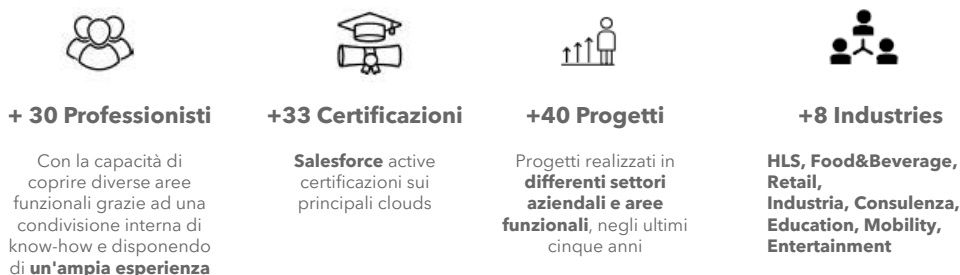 + 30 Professionisti
Con la capacità di
coprire diverse aree
funzionali grazie ad una
condivisione interna di
know-how e disponendo
di un'ampia esperienza
+33 Certificazioni
Salesforce active
certificazioni sui
principali clouds
+40 Progetti
Progetti realizzati in
differenti settori
aziendali e aree
funzionali, negli ultimi
cinque anni
+8 Industries
HLS, Food&Beverage,
Retail,
Industria, Consulenza,
Education, Mobility,
Entertainment